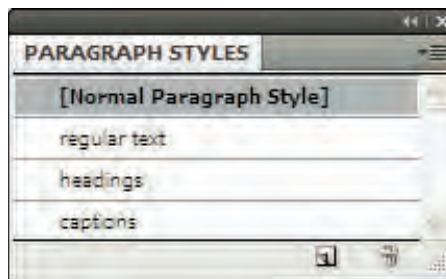 PARAGRAPH STYLES
[Normal Paragraph Style]
regular text
headings
captions